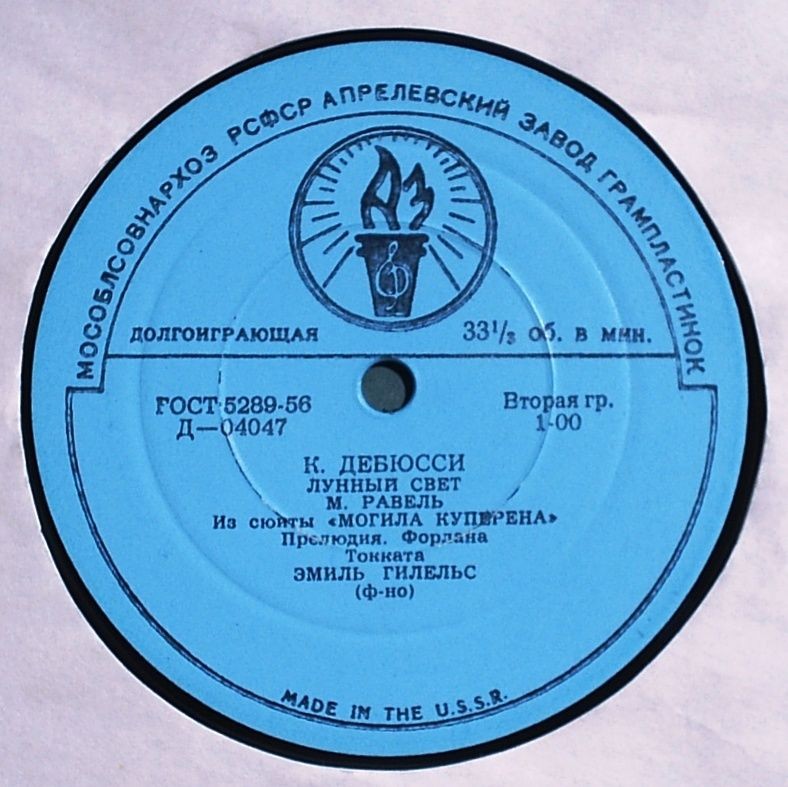 МОСОБЛСОВНАРХОЗ РСФСР АПРЕЛЕВСКИЙ ЗАВОД ГРАМПЛАСТИНОК
АЗ
ДОЛГОИГРАЮЩАЯ 33⅓ об. в мин.
ГОСТ 5289-56 Вторая гр.
Д—04047 1-00
К. ДЕБЮССИ
ЛУННЫЙ СВЕТ
М. РАВЕЛЬ
Из сюиты «МОГИЛА КУПЕРЕНА»
Прелюдия. Форлана
Токката
ЭМИЛЬ ГИЛЕЛЬС
(ф-но)
MADE IN THE U.S.S.R.